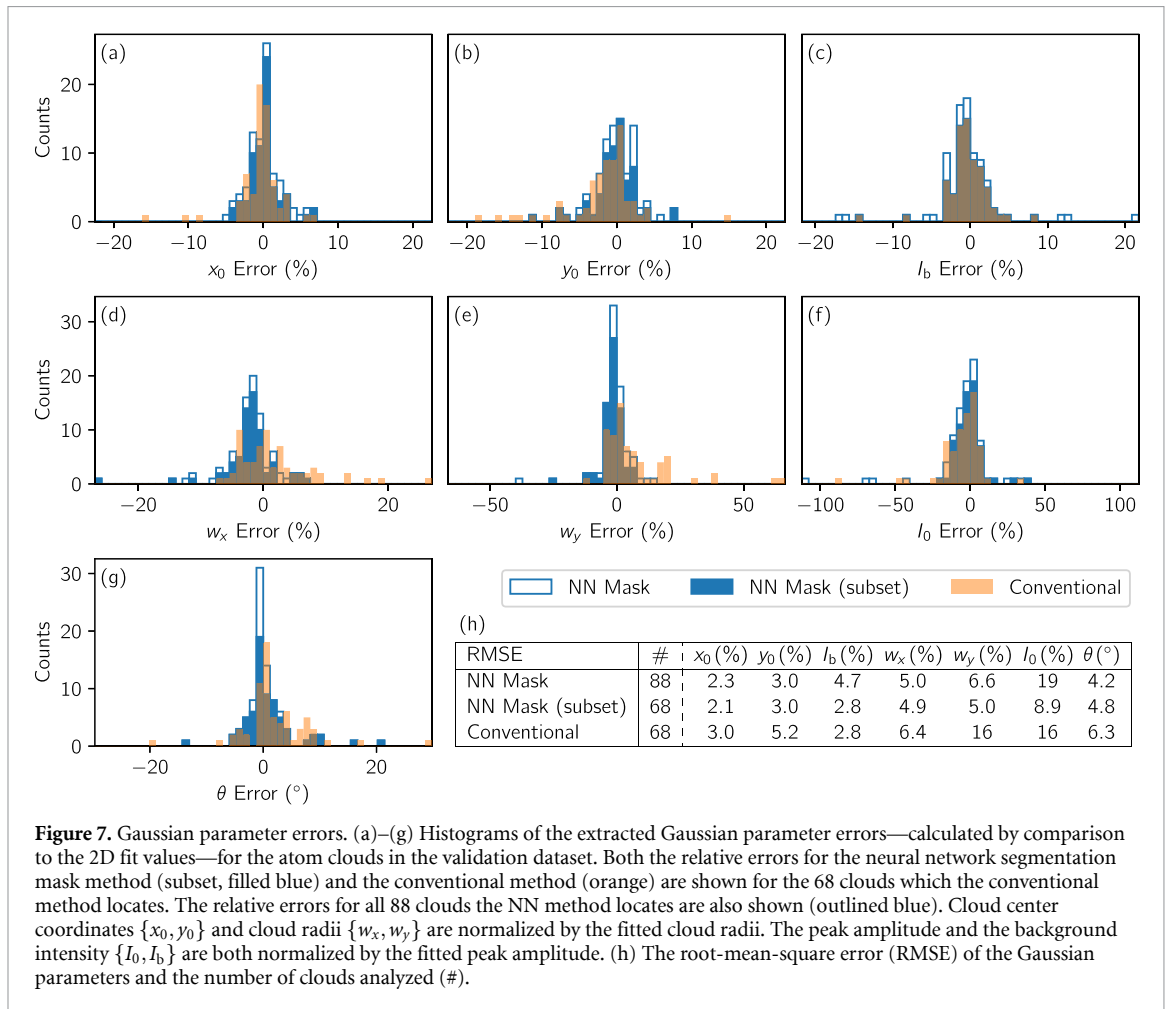 (a) (b) (c)
Counts
20
10
0
−20 −10 0 10 20
x0 Error (%)
−20 −10 0 10 20
y0 Error (%)
−20 −10 0 10 20
Ib Error (%)
(d) (e) (f)
Counts
30
20
10
0
−20 0 20
wx Error (%)
−50 0 50
wy Error (%)
−100 −50 0 50 100
I0 Error (%)
(g)
Counts
30
20
10
0
−20 0 20
θ Error (°)
NN Mask NN Mask (subset) Conventional
(h)
RMSE # x0 (%) y0 (%) Ib (%) wx (%) wy (%) I0 (%) θ (°)
NN Mask 88 2.3 3.0 4.7 5.0 6.6 19 4.2
NN Mask (subset) 68 2.1 3.0 2.8 4.9 5.0 8.9 4.8
Conventional 68 3.0 5.2 2.8 6.4 16 16 6.3
Figure 7. Gaussian parameter errors. (a)–(g) Histograms of the extracted Gaussian parameter errors—calculated by comparison
to the 2D fit values—for the atom clouds in the validation dataset. Both the relative errors for the neural network segmentation
mask method (subset, filled blue) and the conventional method (orange) are shown for the 68 clouds which the conventional
method locates. The relative errors for all 88 clouds the NN method locates are also shown (outlined blue). Cloud center
coordinates {x0, y0} and cloud radii {wx, wy} are normalized by the fitted cloud radii. The peak amplitude and the background
intensity {I0, Ib} are both normalized by the fitted peak amplitude. (h) The root-mean-square error (RMSE) of the Gaussian
parameters and the number of clouds analyzed (#).